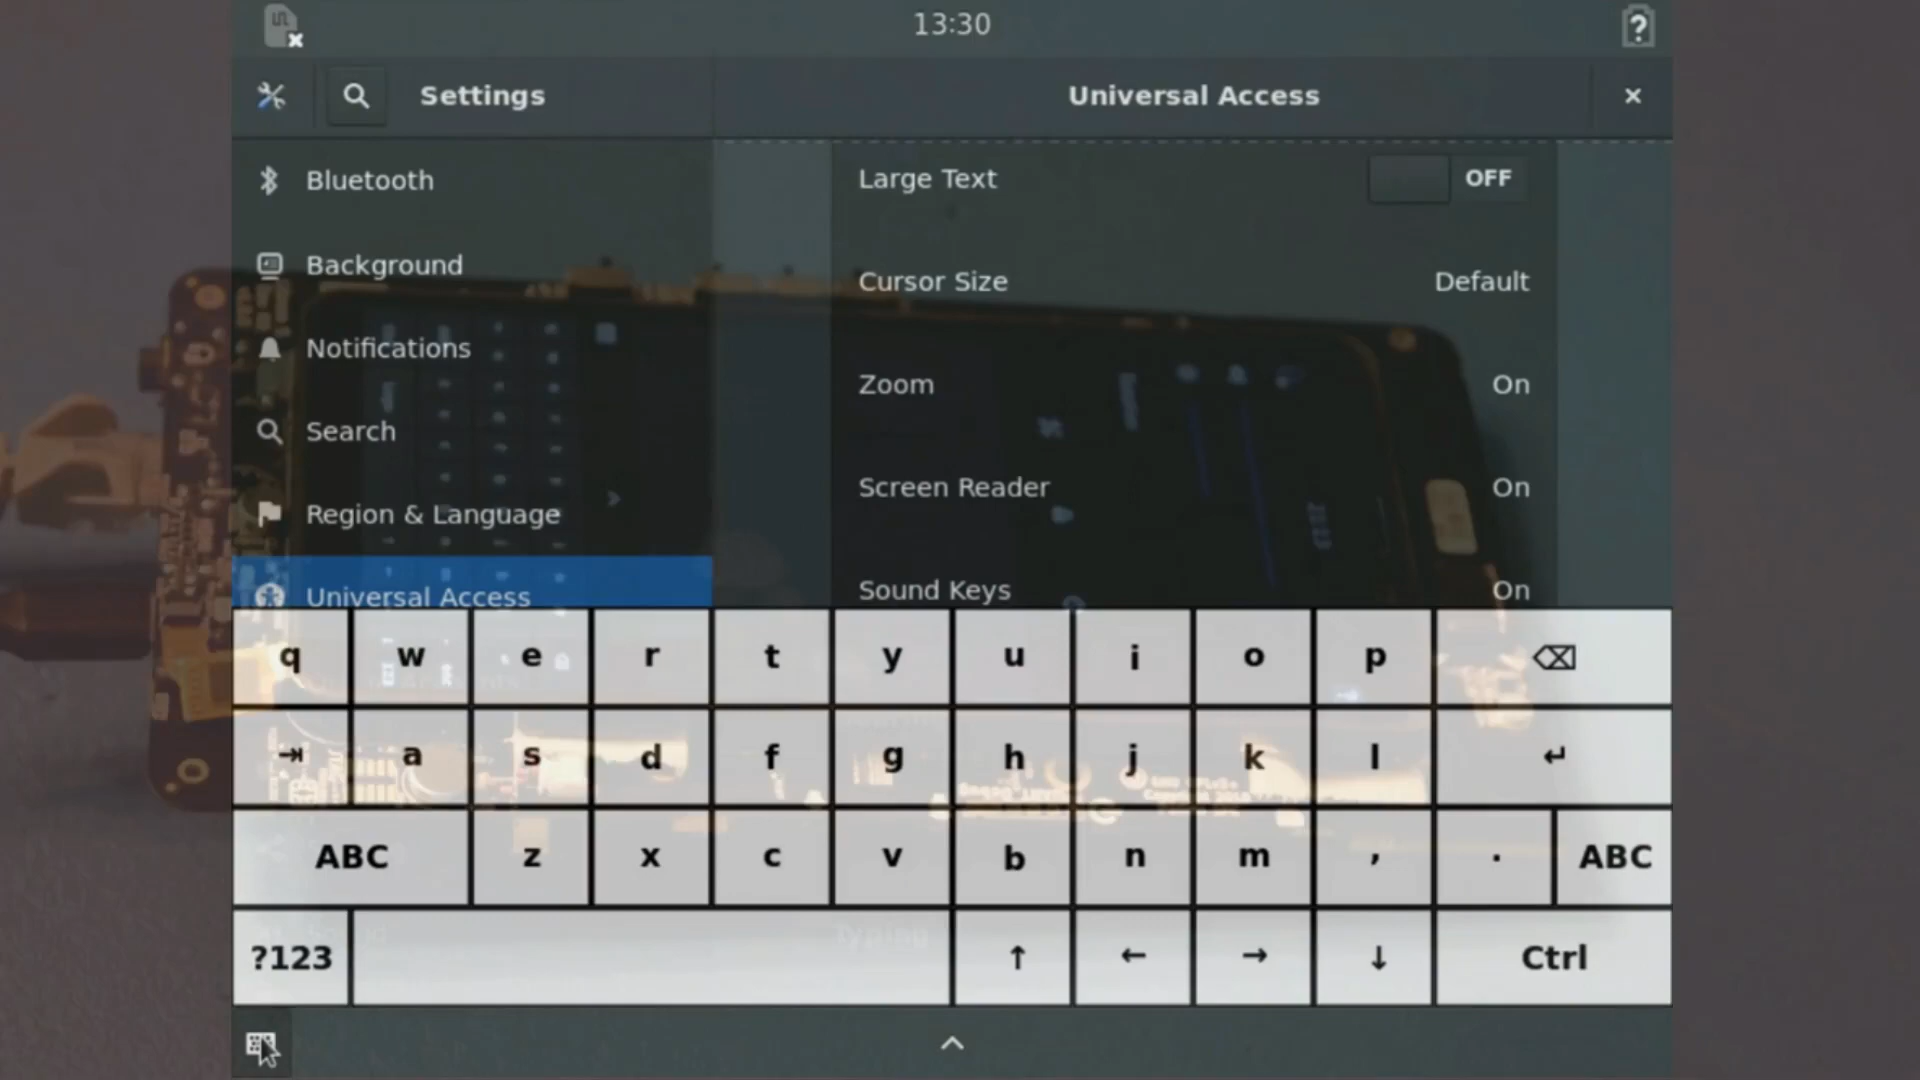 13:30
Settings
Universal Access
Bluetooth
Background
Notifications
Search
Region & Language
Universal Access
Large Text OFF
Cursor Size Default
Zoom On
Screen Reader On
Sound Keys On
q w e r t y u i o p ⌫
⇥ a s d f g h j k l ↵
ABC z x c v b n m , . ABC
?123 ↑ ← → ↓ Ctrl
Typing